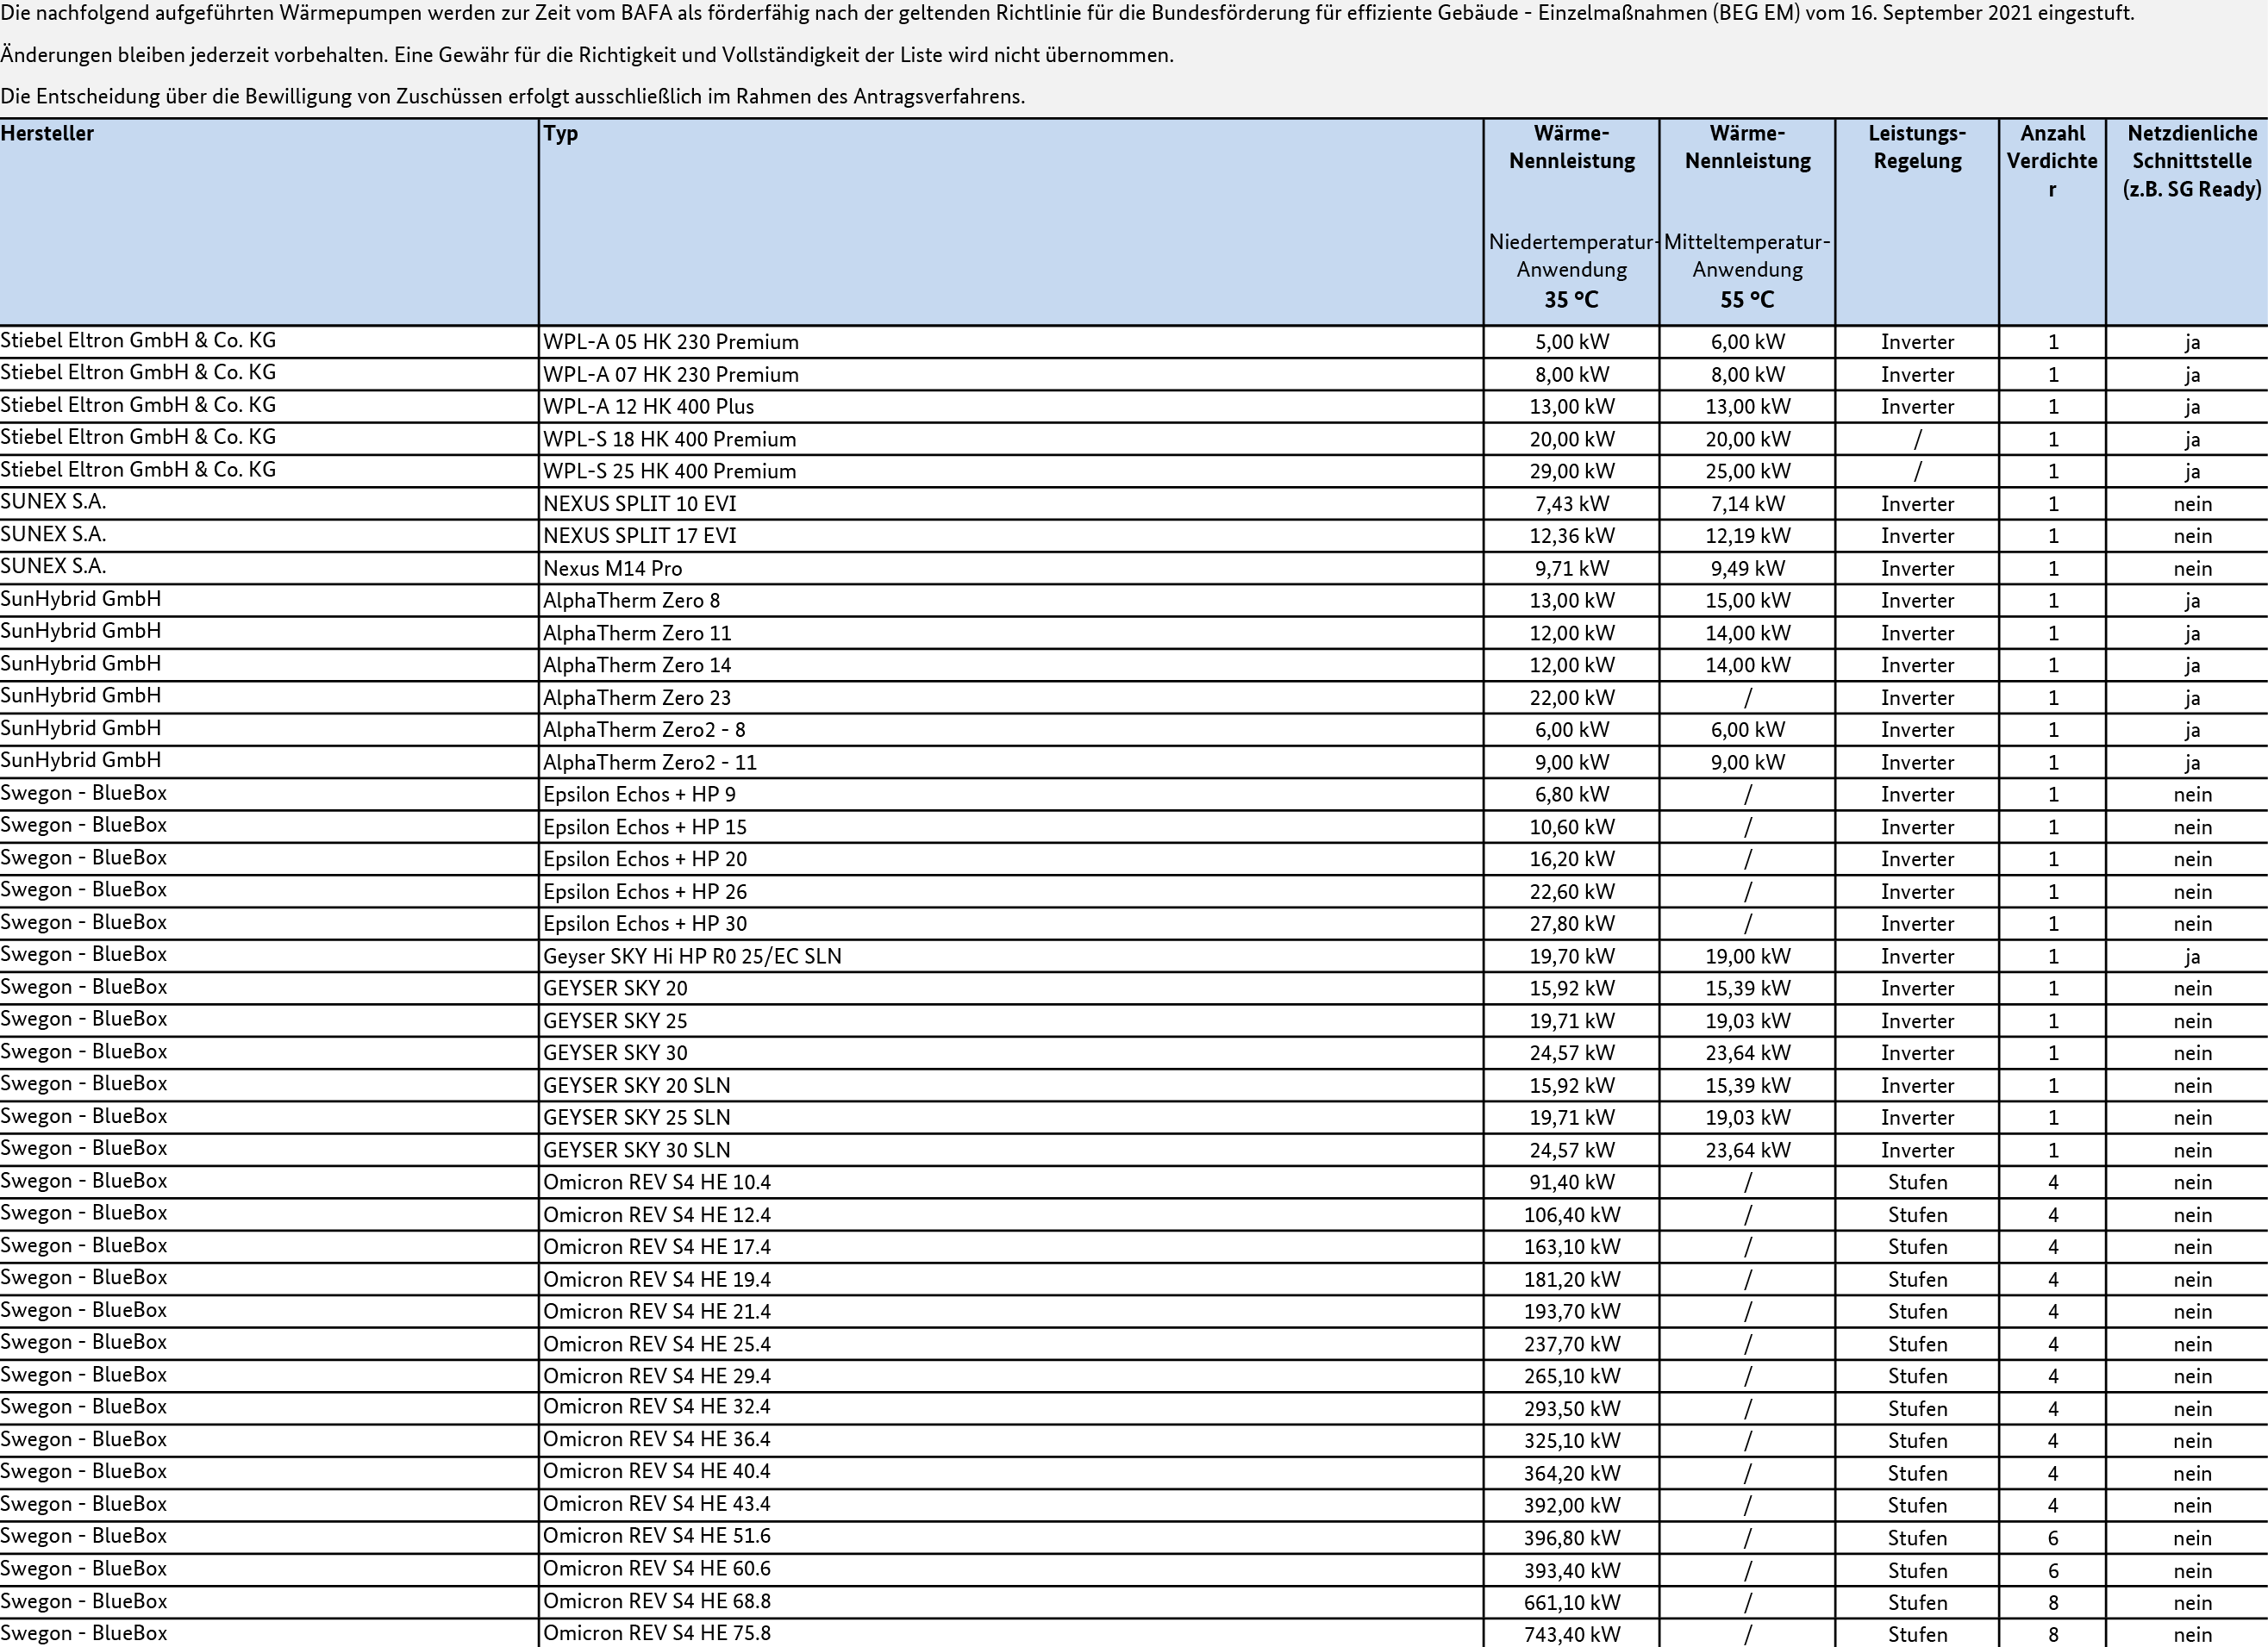 Die nachfolgend aufgeführten Wärmepumpen werden zur Zeit vom BAFA als förderfähig nach der geltenden Richtlinie für die Bundesförderung für effiziente Gebäude - Einzelmaßnahmen (BEG EM) vom 16. September 2021 eingestuft.
Änderungen bleiben jederzeit vorbehalten. Eine Gewähr für die Richtigkeit und Vollständigkeit der Liste wird nicht übernommen.
Die Entscheidung über die Bewilligung von Zuschüssen erfolgt ausschließlich im Rahmen des Antragsverfahrens.
Hersteller Typ Wärme- Wärme- Leistungs- Anzahl Netzdienliche
Nennleistung Nennleistung Regelung Verdichte Schnittstelle
r (z.B. SG Ready)
Niedertemperatur- Mitteltemperatur-
Anwendung Anwendung
35 °C 55 °C
Stiebel Eltron GmbH & Co. KG WPL-A 05 HK 230 Premium 5,00 kW 6,00 kW Inverter 1 ja
Stiebel Eltron GmbH & Co. KG WPL-A 07 HK 230 Premium 8,00 kW 8,00 kW Inverter 1 ja
Stiebel Eltron GmbH & Co. KG WPL-A 12 HK 400 Plus 13,00 kW 13,00 kW Inverter 1 ja
Stiebel Eltron GmbH & Co. KG WPL-S 18 HK 400 Premium 20,00 kW 20,00 kW / 1 ja
Stiebel Eltron GmbH & Co. KG WPL-S 25 HK 400 Premium 29,00 kW 25,00 kW / 1 ja
SUNEX S.A. NEXUS SPLIT 10 EVI 7,43 kW 7,14 kW Inverter 1 nein
SUNEX S.A. NEXUS SPLIT 17 EVI 12,36 kW 12,19 kW Inverter 1 nein
SUNEX S.A. Nexus M14 Pro 9,71 kW 9,49 kW Inverter 1 nein
SunHybrid GmbH AlphaTherm Zero 8 13,00 kW 15,00 kW Inverter 1 ja
SunHybrid GmbH AlphaTherm Zero 11 12,00 kW 14,00 kW Inverter 1 ja
SunHybrid GmbH AlphaTherm Zero 14 12,00 kW 14,00 kW Inverter 1 ja
SunHybrid GmbH AlphaTherm Zero 23 22,00 kW / Inverter 1 ja
SunHybrid GmbH AlphaTherm Zero2 - 8 6,00 kW 6,00 kW Inverter 1 ja
SunHybrid GmbH AlphaTherm Zero2 - 11 9,00 kW 9,00 kW Inverter 1 ja
Swegon - BlueBox Epsilon Echos + HP 9 6,80 kW / Inverter 1 nein
Swegon - BlueBox Epsilon Echos + HP 15 10,60 kW / Inverter 1 nein
Swegon - BlueBox Epsilon Echos + HP 20 16,20 kW / Inverter 1 nein
Swegon - BlueBox Epsilon Echos + HP 26 22,60 kW / Inverter 1 nein
Swegon - BlueBox Epsilon Echos + HP 30 27,80 kW / Inverter 1 nein
Swegon - BlueBox Geyser SKY Hi HP R0 25/EC SLN 19,70 kW 19,00 kW Inverter 1 ja
Swegon - BlueBox GEYSER SKY 20 15,92 kW 15,39 kW Inverter 1 nein
Swegon - BlueBox GEYSER SKY 25 19,71 kW 19,03 kW Inverter 1 nein
Swegon - BlueBox GEYSER SKY 30 24,57 kW 23,64 kW Inverter 1 nein
Swegon - BlueBox GEYSER SKY 20 SLN 15,92 kW 15,39 kW Inverter 1 nein
Swegon - BlueBox GEYSER SKY 25 SLN 19,71 kW 19,03 kW Inverter 1 nein
Swegon - BlueBox GEYSER SKY 30 SLN 24,57 kW 23,64 kW Inverter 1 nein
Swegon - BlueBox Omicron REV S4 HE 10.4 91,40 kW / Stufen 4 nein
Swegon - BlueBox Omicron REV S4 HE 12.4 106,40 kW / Stufen 4 nein
Swegon - BlueBox Omicron REV S4 HE 17.4 163,10 kW / Stufen 4 nein
Swegon - BlueBox Omicron REV S4 HE 19.4 181,20 kW / Stufen 4 nein
Swegon - BlueBox Omicron REV S4 HE 21.4 193,70 kW / Stufen 4 nein
Swegon - BlueBox Omicron REV S4 HE 25.4 237,70 kW / Stufen 4 nein
Swegon - BlueBox Omicron REV S4 HE 29.4 265,10 kW / Stufen 4 nein
Swegon - BlueBox Omicron REV S4 HE 32.4 293,50 kW / Stufen 4 nein
Swegon - BlueBox Omicron REV S4 HE 36.4 325,10 kW / Stufen 4 nein
Swegon - BlueBox Omicron REV S4 HE 40.4 364,20 kW / Stufen 4 nein
Swegon - BlueBox Omicron REV S4 HE 43.4 392,00 kW / Stufen 4 nein
Swegon - BlueBox Omicron REV S4 HE 51.6 396,80 kW / Stufen 6 nein
Swegon - BlueBox Omicron REV S4 HE 60.6 393,40 kW / Stufen 6 nein
Swegon - BlueBox Omicron REV S4 HE 68.8 661,10 kW / Stufen 8 nein
Swegon - BlueBox Omicron REV S4 HE 75.8 743,40 kW / Stufen 8 nein